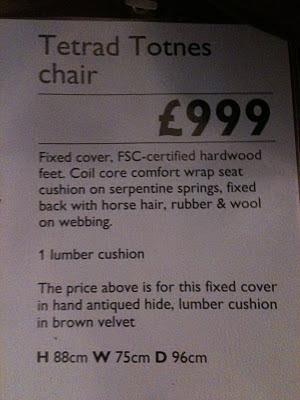 Tetrad Totnes
chair
£999
Fixed cover, FSC-certified hardwood
feet. Coil core comfort wrap seat
cushion on serpentine springs, fixed
back with horse hair, rubber & wool
on webbing.
1 lumber cushion
The price above is for this fixed cover
in hand antiqued hide, lumber cushion
in brown velvet
H 88cm W 75cm D 96cm